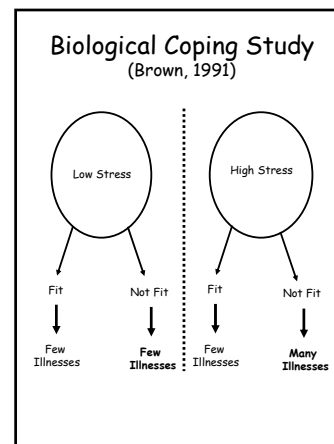 Biological Coping Study
(Brown, 1991)
Low Stress
High Stress
Fit
Not Fit
Fit
Not Fit
Few
Illnesses
Few
Illnesses
Few
Illnesses
Many
Illnesses